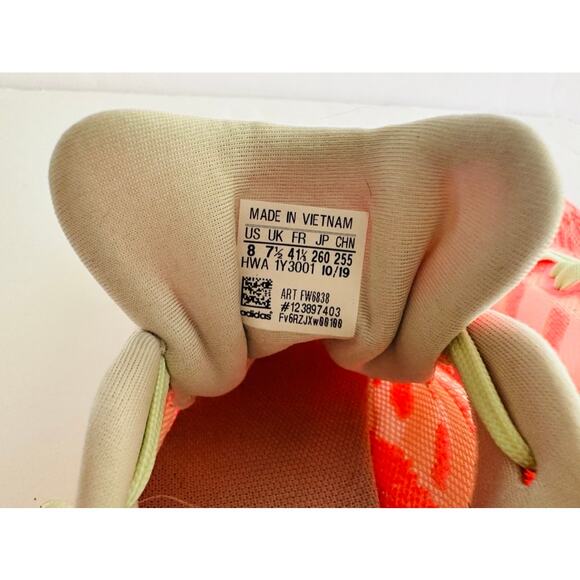 MADE IN VIETNAM
US UK FR JP CHN
8 7½ 41⅓ 260 255
HWA 1Y3001 10/19
ART FW6838
#123897403
adidas® Fv6RZJXw00100